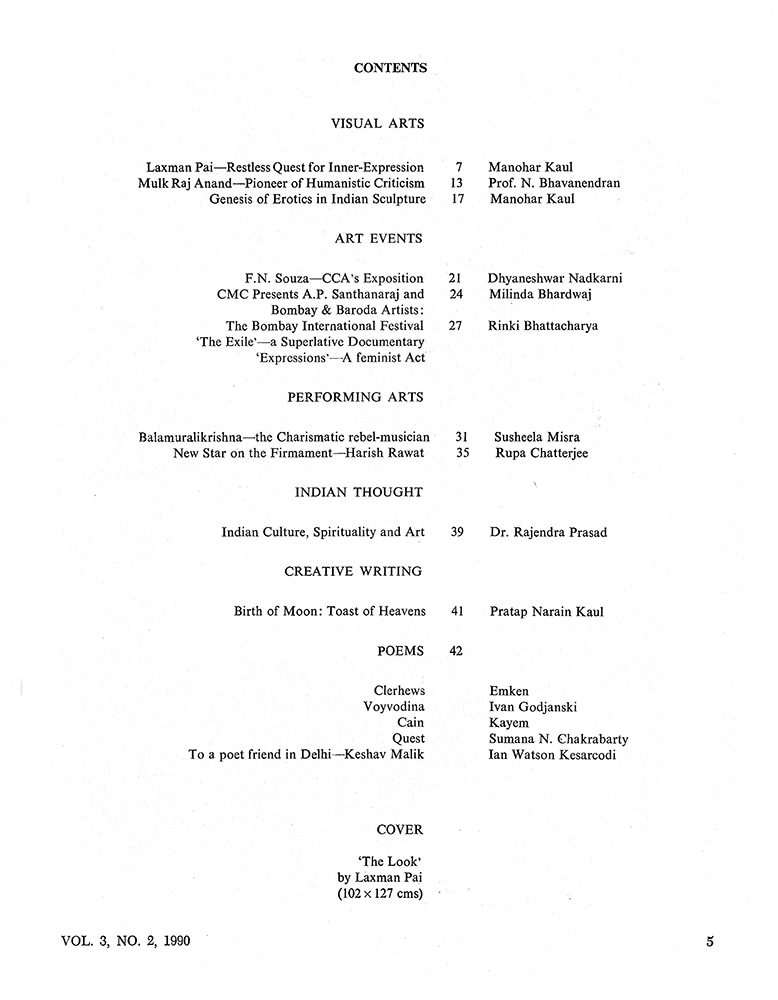 CONTENTS
VISUAL ARTS
Laxman Pai—Restless Quest for Inner-Expression 7 Manohar Kaul
Mulk Raj Anand—Pioneer of Humanistic Criticism 13 Prof. N. Bhavanendran
Genesis of Erotics in Indian Sculpture 17 Manohar Kaul
ART EVENTS
F.N. Souza—CCA's Exposition 21 Dhyaneshwar Nadkarni
CMC Presents A.P. Santhanaraj and 24 Milinda Bhardwaj
Bombay & Baroda Artists:
The Bombay International Festival 27 Rinki Bhattacharya
'The Exile'—a Superlative Documentary
'Expressions'—A feminist Act
PERFORMING ARTS
Balamuralikrishna—the Charismatic rebel-musician 31 Susheela Misra
New Star on the Firmament—Harish Rawat 35 Rupa Chatterjee
INDIAN THOUGHT
Indian Culture, Spirituality and Art 39 Dr. Rajendra Prasad
CREATIVE WRITING
Birth of Moon: Toast of Heavens 41 Pratap Narain Kaul
POEMS 42
Clerhews Emken
Voyvodina Ivan Godjanski
Cain Kayem
Quest Sumana N. Chakrabarty
To a poet friend in Delhi—Keshav Malik Ian Watson Kesarcodi
COVER
'The Look'
by Laxman Pai
(102 × 127 cms)
VOL. 3, NO. 2, 1990 5